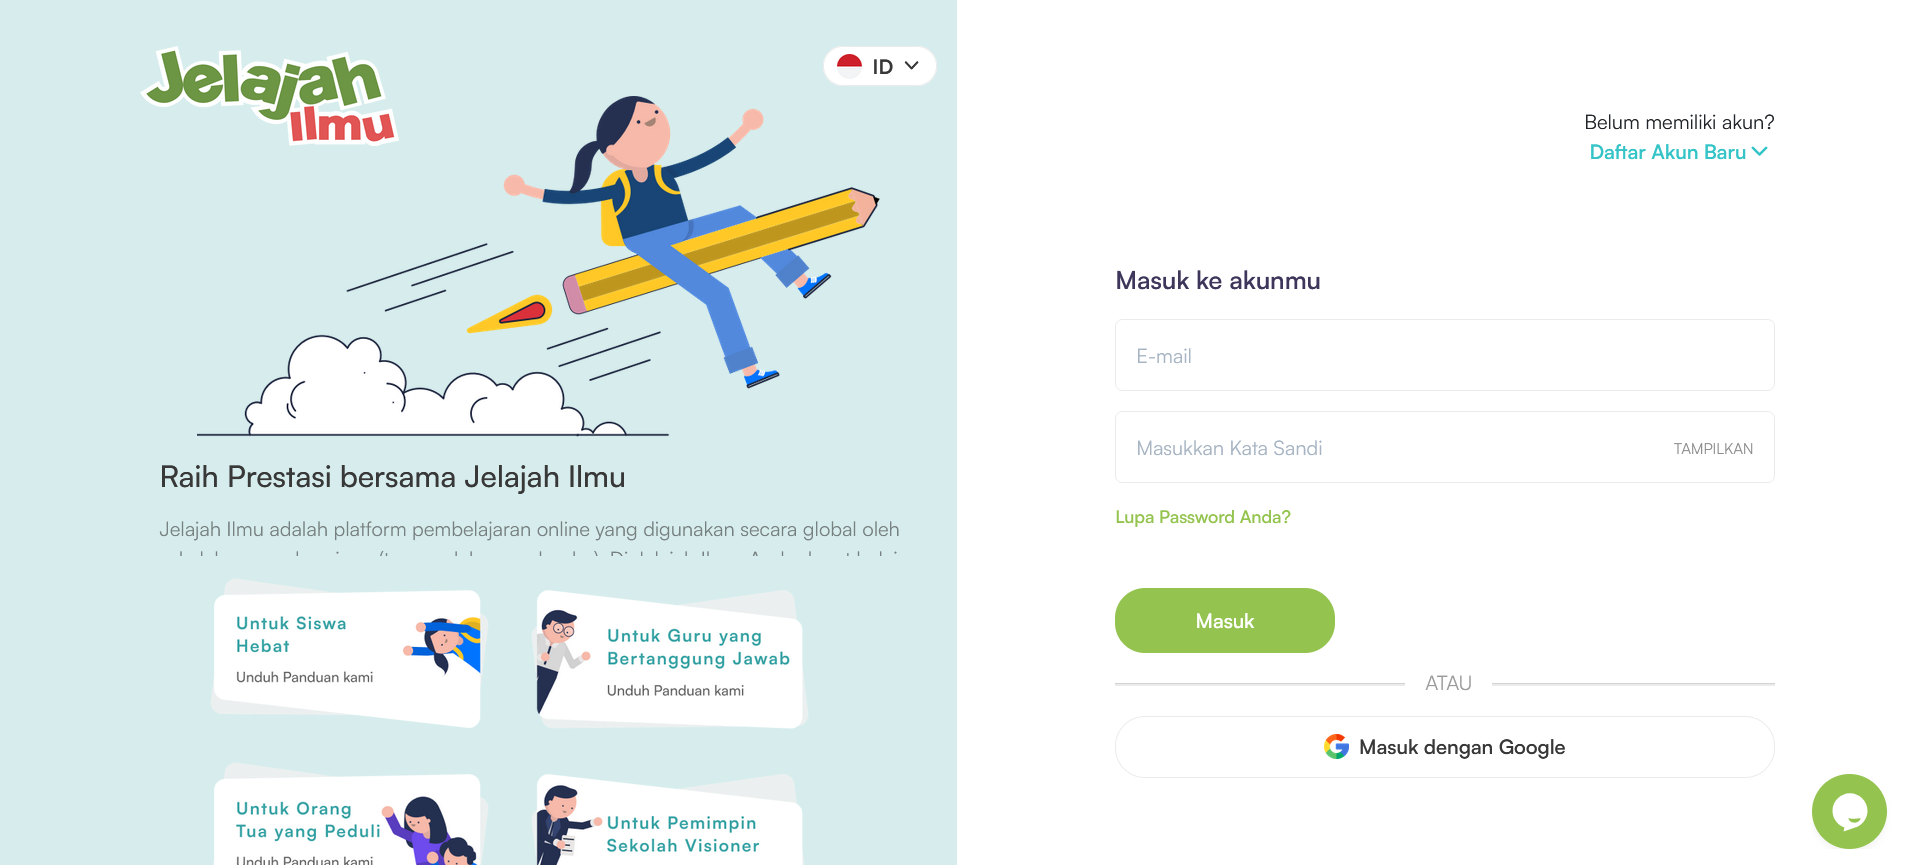 Jelajah
Ilmu
ID
Raih Prestasi bersama Jelajah Ilmu
Jelajah Ilmu adalah platform pembelajaran online yang digunakan secara global oleh
Untuk Siswa
Hebat
Unduh Panduan kami
Untuk Guru yang
Bertanggung Jawab
Unduh Panduan kami
Untuk Orang
Tua yang Peduli
Unduh Panduan kami
Untuk Pemimpin
Sekolah Visioner
Belum memiliki akun?
Daftar Akun Baru
Masuk ke akunmu
E-mail
Masukkan Kata Sandi
TAMPILKAN
Lupa Password Anda?
Masuk
ATAU
Masuk dengan Google